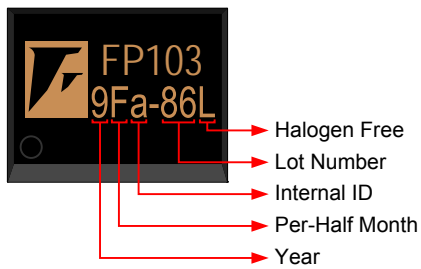 FP103
9Fa-86L
Halogen Free
Lot Number
Internal ID
Per-Half Month
Year